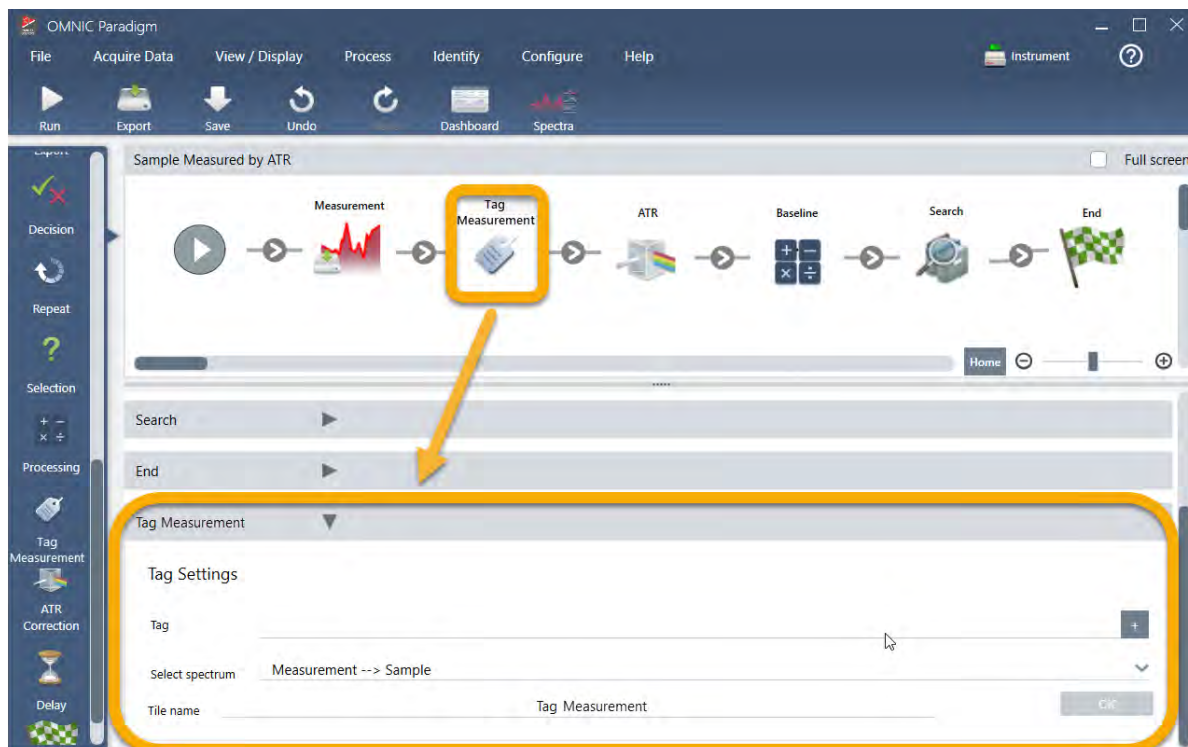 OMNIC Paradigm
File Acquire Data View / Display Process Identify Configure Help Instrument
Run Export Save Undo Dashboard Spectra
Export
Decision
Repeat
Selection
Processing
Tag
Measurement
ATR
Correction
Delay
Sample Measured by ATR Full screen
Measurement
Tag
Measurement
ATR
Baseline
Search
End
Home
Search
End
Tag Measurement
Tag Settings
Tag +
Select spectrum Measurement --> Sample
Tile name Tag Measurement OK